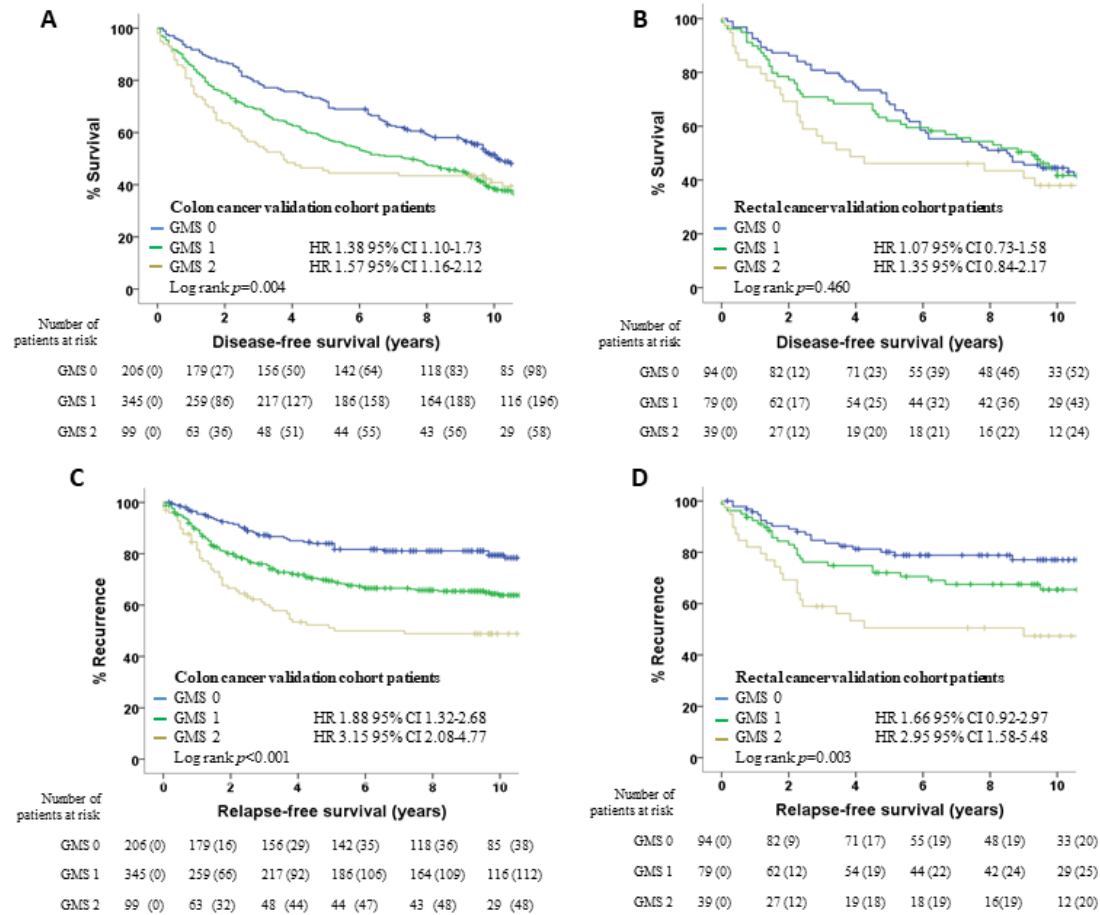 A
100
80
60
40
20
0
% Survival
Colon cancer validation cohort patients
GMS 0
GMS 1 HR 1.38 95% CI 1.10-1.73
GMS 2 HR 1.57 95% CI 1.16-2.12
Log rank p=0.004
0 2 4 6 8 10
Disease-free survival (years)
Number of
patients at risk
GMS 0 206 (0) 179 (27) 156 (50) 142 (64) 118 (83) 85 (98)
GMS 1 345 (0) 259 (86) 217 (127) 186 (158) 164 (188) 116 (196)
GMS 2 99 (0) 63 (36) 48 (51) 44 (55) 43 (56) 29 (58)
B
100
80
60
40
20
0
% Survival
Rectal cancer validation cohort patients
GMS 0
GMS 1 HR 1.07 95% CI 0.73-1.58
GMS 2 HR 1.35 95% CI 0.84-2.17
Log rank p=0.460
0 2 4 6 8 10
Disease-free survival (years)
Number of
patients at risk
GMS 0 94 (0) 82 (12) 71 (23) 55 (39) 48 (46) 33 (52)
GMS 1 79 (0) 62 (17) 54 (25) 44 (32) 42 (36) 29 (43)
GMS 2 39 (0) 27 (12) 19 (20) 18 (21) 16 (22) 12 (24)
C
100
80
60
40
20
0
% Recurrence
Colon cancer validation cohort patients
GMS 0
GMS 1 HR 1.88 95% CI 1.32-2.68
GMS 2 HR 3.15 95% CI 2.08-4.77
Log rank p<0.001
0 2 4 6 8 10
Relapse-free survival (years)
Number of
patients at risk
GMS 0 206 (0) 179 (16) 156 (29) 142 (35) 118 (36) 85 (38)
GMS 1 345 (0) 259 (66) 217 (92) 186 (106) 164 (109) 116 (112)
GMS 2 99 (0) 63 (32) 48 (44) 44 (47) 43 (48) 29 (48)
D
100
80
60
40
20
0
% Recurrence
Rectal cancer validation cohort patients
GMS 0
GMS 1 HR 1.66 95% CI 0.92-2.97
GMS 2 HR 2.95 95% CI 1.58-5.48
Log rank p=0.003
0 2 4 6 8 10
Relapse-free survival (years)
Number of
patients at risk
GMS 0 94 (0) 82 (9) 71 (17) 55 (19) 48 (19) 33 (20)
GMS 1 79 (0) 62 (12) 54 (19) 44 (22) 42 (24) 29 (25)
GMS 2 39 (0) 27 (12) 19 (18) 18 (19) 16(19) 12 (20)